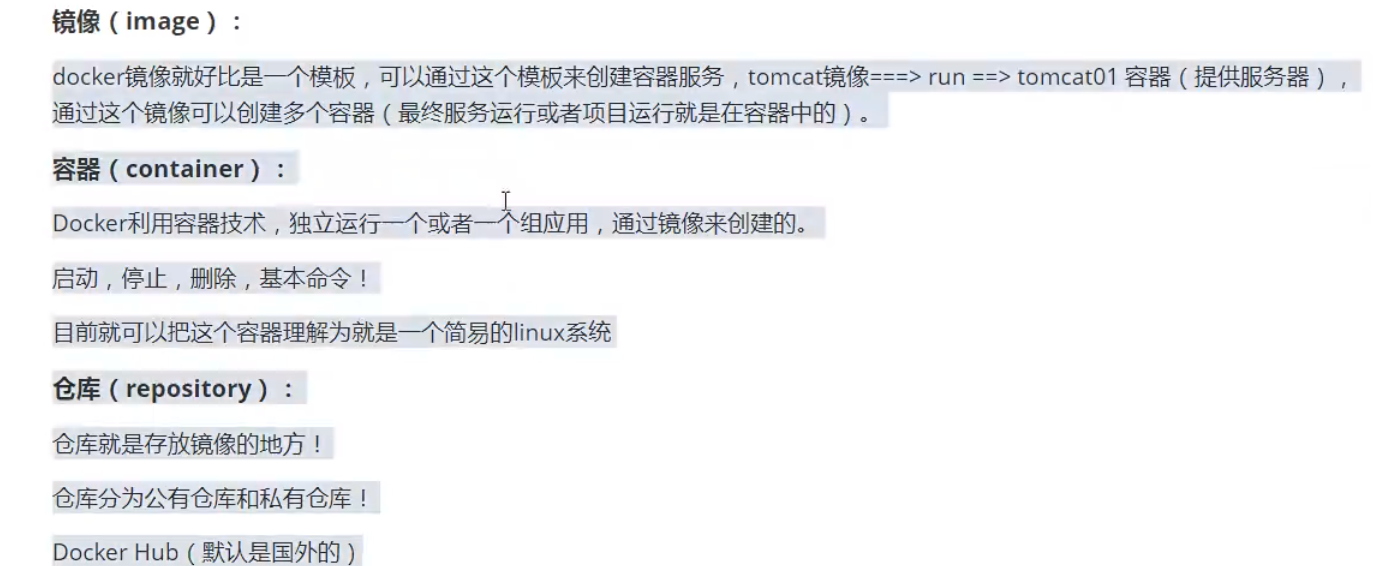 镜像（image）：
docker镜像就好比是一个模板，可以通过这个模板来创建容器服务，tomcat镜像===> run ==> tomcat01 容器（提供服务器），
通过这个镜像可以创建多个容器（最终服务运行或者项目运行就是在容器中的）。
容器（container）：
Docker利用容器技术，独立运行一个或者一个组应用，通过镜像来创建的。
启动，停止，删除，基本命令！
目前就可以把这个容器理解为就是一个简易的linux系统
仓库（repository）：
仓库就是存放镜像的地方！
仓库分为公有仓库和私有仓库！
Docker Hub（默认是国外的）